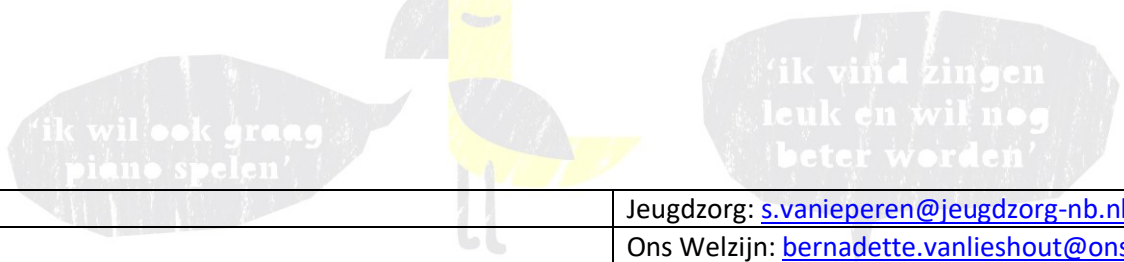 'ik vind zingen
leuk en wil nog
beter worden'
'ik wil ook graag
piano spelen'
Jeugdzorg: s.vanieperen@jeugdzorg-nb.nl
Ons Welzijn: bernadette.vanlieshout@ons